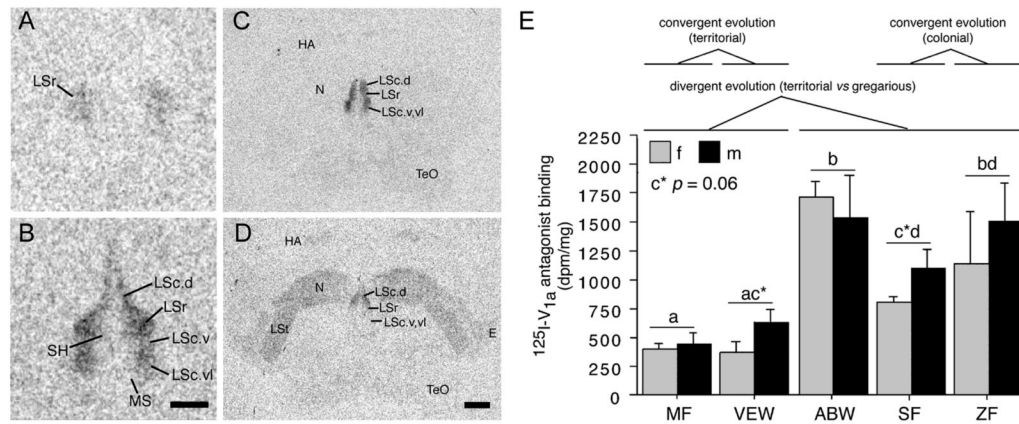 A
LSr
B
LSc.d
LSr
LSc.v
SH
LSc.vl
MS
C
HA
LSc.d
N
LSr
LSc.v,vl
TeO
D
HA
N
LSc.d
LSr
LSt
LSc.v,vl
E
TeO
E
convergent evolution
(territorial)
convergent evolution
(colonial)
divergent evolution (territorial vs gregarious)
125I-V1a antagonist binding
(dpm/mg)
2250
2000
1750
1500
1250
1000
750
500
250
0
f m
c* p = 0.06
a
ac*
b
c*d
bd
MF VEW ABW SF ZF